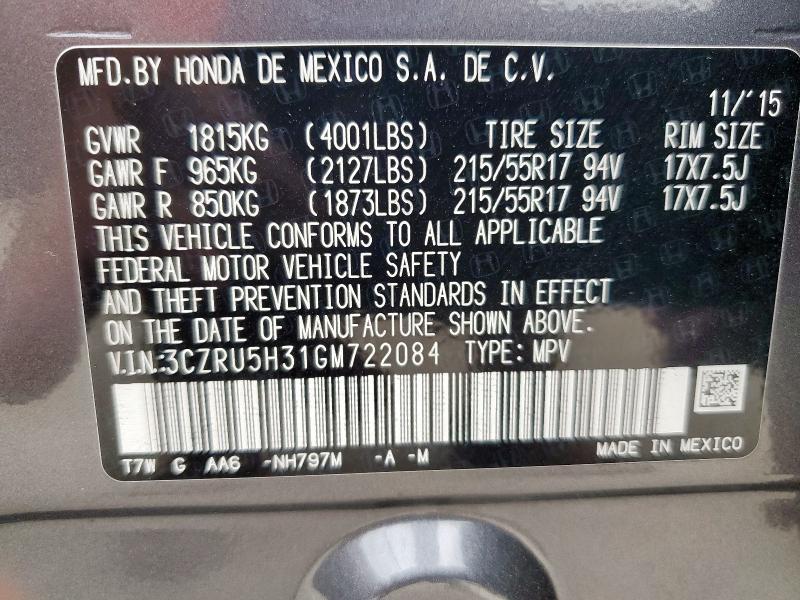 MFD.BY HONDA DE MEXICO S.A. DE C.V.
11/'15
GVWR 1815KG (4001LBS) TIRE SIZE RIM SIZE
GAWR F 965KG (2127LBS) 215/55R17 94V 17X7.5J
GAWR R 850KG (1873LBS) 215/55R17 94V 17X7.5J
THIS VEHICLE CONFORMS TO ALL APPLICABLE
FEDERAL MOTOR VEHICLE SAFETY
AND THEFT PREVENTION STANDARDS IN EFFECT
ON THE DATE OF MANUFACTURE SHOWN ABOVE.
V.I.N:3CZRU5H31GM722084 TYPE: MPV
MADE IN MEXICO
T7W G AA6 -NH797M -A -M